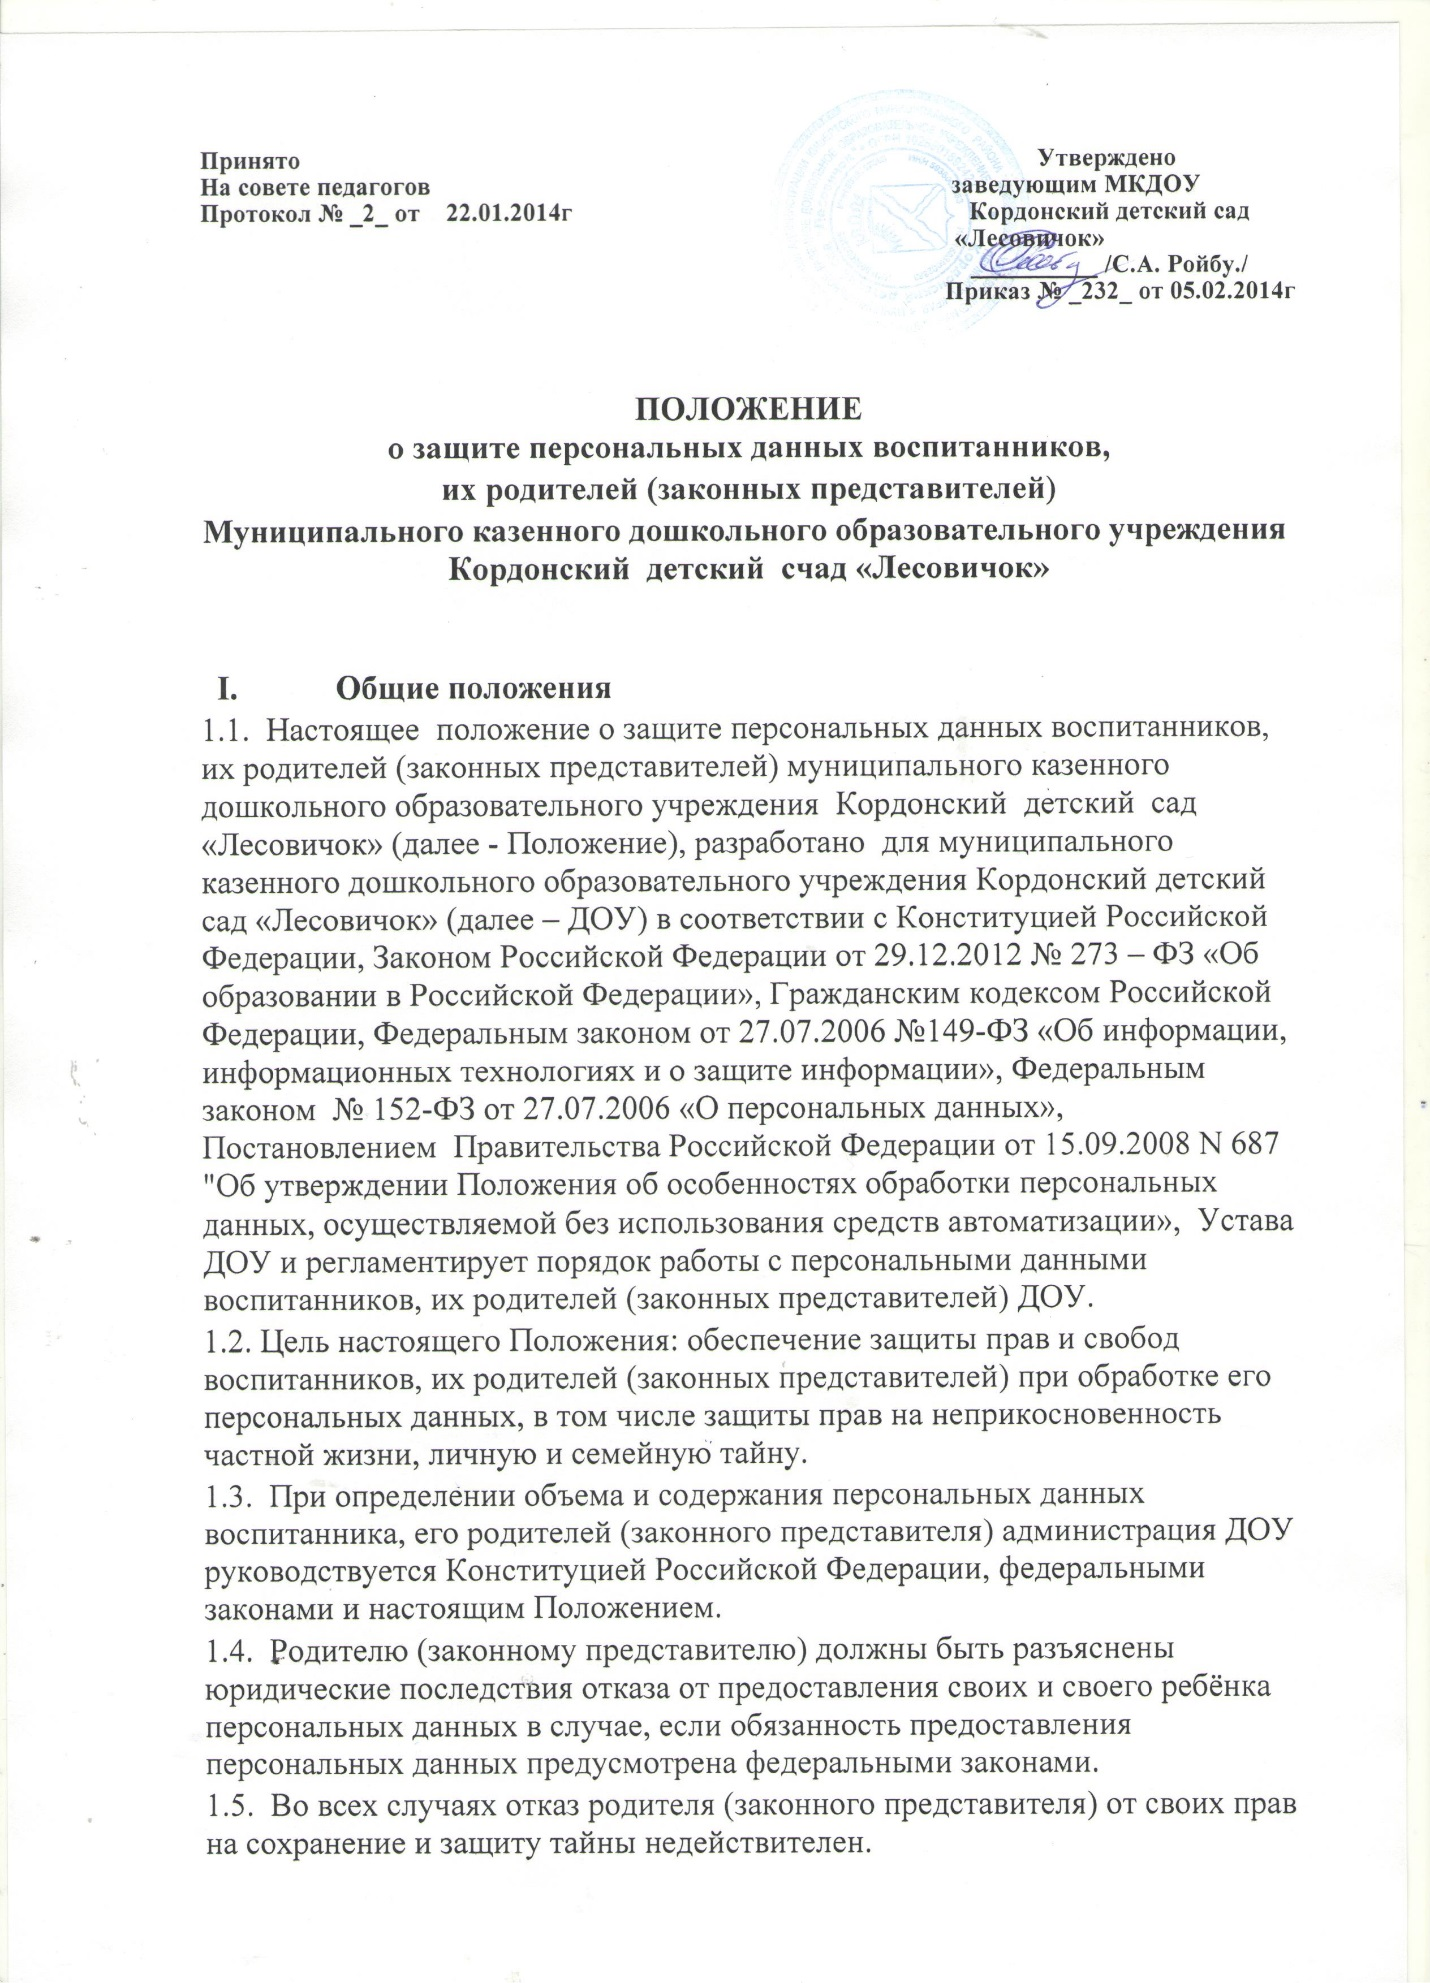 Принято
На совете педагогов
Протокол № _2_ от 22.01.2014г
Утверждено
заведующим МКДОУ
Кордонский детский сад
«Лесовичок»
__________ /С.А. Ройбу./
Приказ № _232_ от 05.02.2014г
ПОЛОЖЕНИЕ
о защите персональных данных воспитанников,
их родителей (законных представителей)
Муниципального казенного дошкольного образовательного учреждения
Кордонский детский счад «Лесовичок»
I. Общие положения
1.1. Настоящее положение о защите персональных данных воспитанников,
их родителей (законных представителей) муниципального казенного
дошкольного образовательного учреждения Кордонский детский сад
«Лесовичок» (далее - Положение), разработано для муниципального
казенного дошкольного образовательного учреждения Кордонский детский
сад «Лесовичок» (далее – ДОУ) в соответствии с Конституцией Российской
Федерации, Законом Российской Федерации от 29.12.2012 № 273 – ФЗ «Об
образовании в Российской Федерации», Гражданским кодексом Российской
Федерации, Федеральным законом от 27.07.2006 №149-ФЗ «Об информации,
информационных технологиях и о защите информации», Федеральным
законом № 152-ФЗ от 27.07.2006 «О персональных данных»,
Постановлением Правительства Российской Федерации от 15.09.2008 N 687
"Об утверждении Положения об особенностях обработки персональных
данных, осуществляемой без использования средств автоматизации», Устава
ДОУ и регламентирует порядок работы с персональными данными
воспитанников, их родителей (законных представителей) ДОУ.
1.2. Цель настоящего Положения: обеспечение защиты прав и свобод
воспитанников, их родителей (законных представителей) при обработке его
персональных данных, в том числе защиты прав на неприкосновенность
частной жизни, личную и семейную тайну.
1.3. При определении объема и содержания персональных данных
воспитанника, его родителей (законного представителя) администрация ДОУ
руководствуется Конституцией Российской Федерации, федеральными
законами и настоящим Положением.
1.4. Родителю (законному представителю) должны быть разъяснены
юридические последствия отказа от предоставления своих и своего ребёнка
персональных данных в случае, если обязанность предоставления
персональных данных предусмотрена федеральными законами.
1.5. Во всех случаях отказ родителя (законного представителя) от своих прав
на сохранение и защиту тайны недействителен.